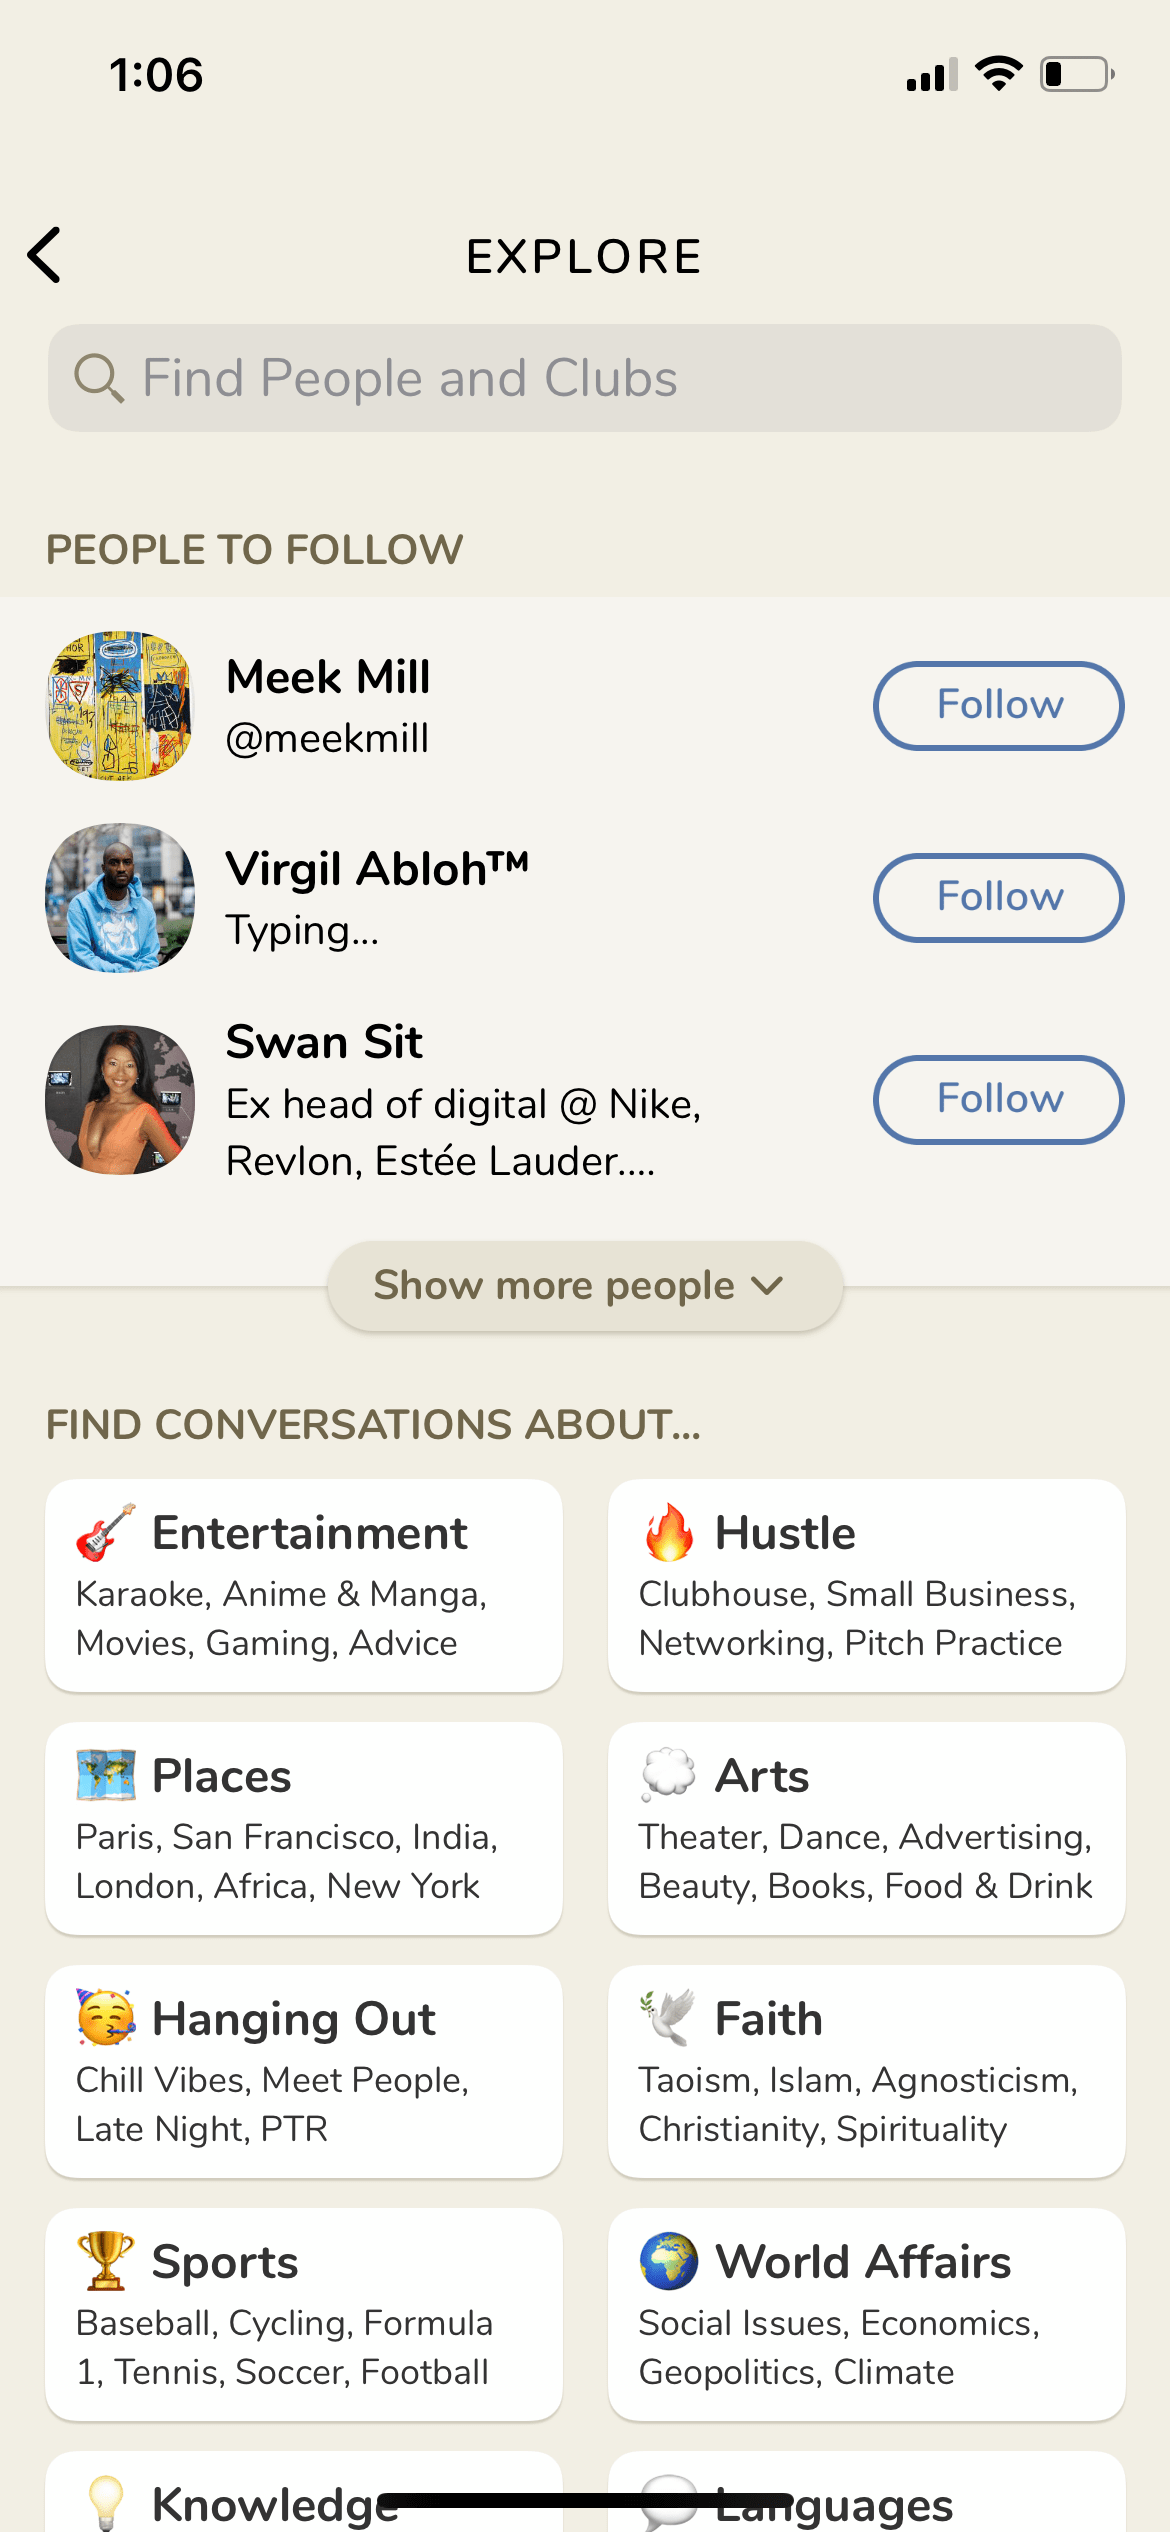 1:06
EXPLORE
Find People and Clubs
PEOPLE TO FOLLOW
Meek Mill
@meekmill
Follow
Virgil Abloh™
Typing...
Follow
Swan Sit
Ex head of digital @ Nike,
Revlon, Estée Lauder....
Follow
Show more people
FIND CONVERSATIONS ABOUT...
Entertainment
Karaoke, Anime & Manga,
Movies, Gaming, Advice
Hustle
Clubhouse, Small Business,
Networking, Pitch Practice
Places
Paris, San Francisco, India,
London, Africa, New York
Arts
Theater, Dance, Advertising,
Beauty, Books, Food & Drink
Hanging Out
Chill Vibes, Meet People,
Late Night, PTR
Faith
Taoism, Islam, Agnosticism,
Christianity, Spirituality
Sports
Baseball, Cycling, Formula
1, Tennis, Soccer, Football
World Affairs
Social Issues, Economics,
Geopolitics, Climate
Knowledge
Languages